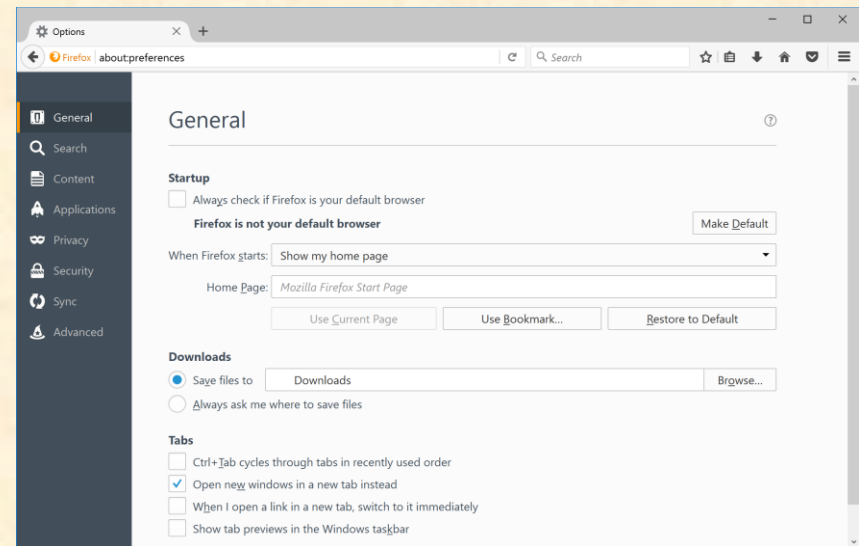 Options
Firefox about:preferences Search
General
Search
Content
Applications
Privacy
Security
Sync
Advanced
General
Startup
Always check if Firefox is your default browser
Firefox is not your default browser Make Default
When Firefox starts: Show my home page
Home Page: Mozilla Firefox Start Page
Use Current Page Use Bookmark... Restore to Default
Downloads
Save files to Downloads Browse...
Always ask me where to save files
Tabs
Ctrl+Tab cycles through tabs in recently used order
Open new windows in a new tab instead
When I open a link in a new tab, switch to it immediately
Show tab previews in the Windows taskbar